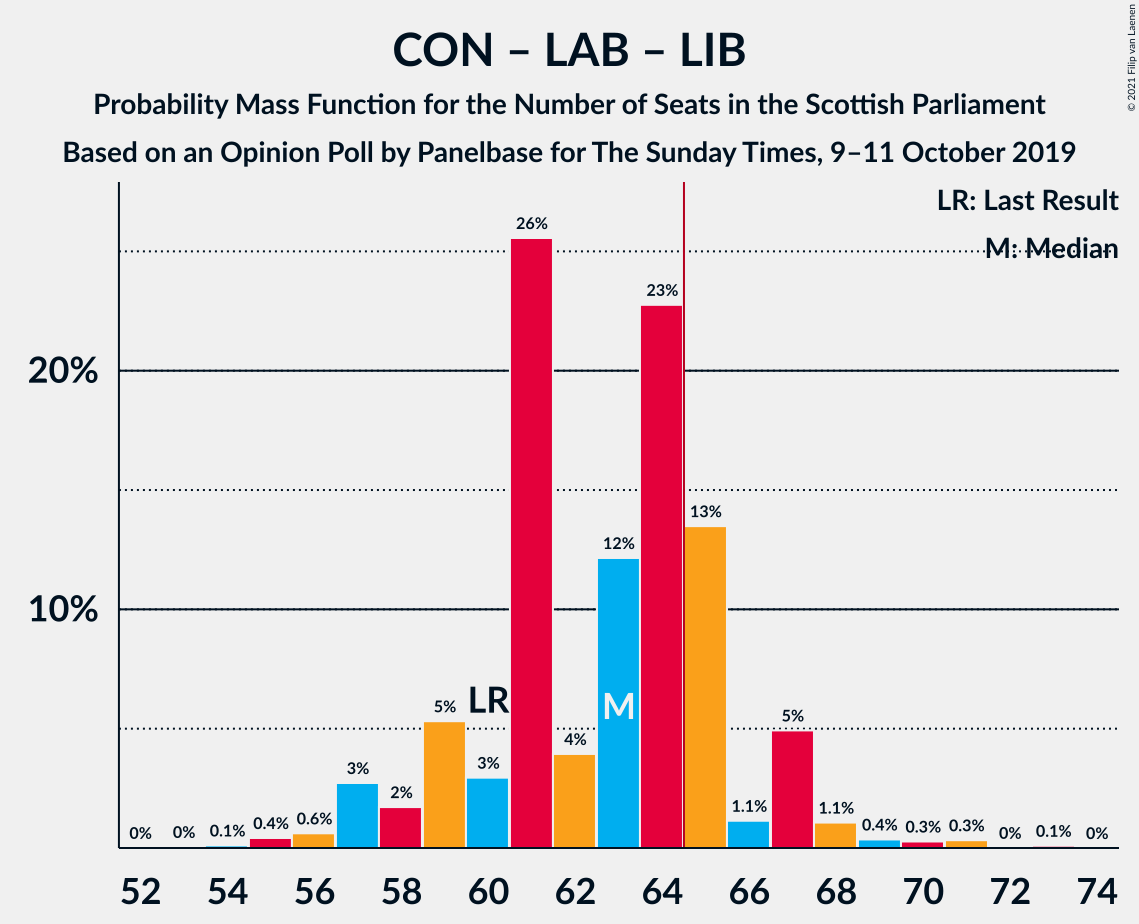 © 2021 Filip van Laenen
CON – LAB – LIB
Probability Mass Function for the Number of Seats in the Scottish Parliament
Based on an Opinion Poll by Panelbase for The Sunday Times, 9–11 October 2019
LR: Last Result
M: Median
20%
10%
0%
0%
0.1%
0.4%
0.6%
3%
2%
5%
LR
3%
26%
4%
12%
M
23%
13%
1.1%
5%
1.1%
0.4%
0.3%
0.3%
0%
0.1%
0%
52 54 56 58 60 62 64 66 68 70 72 74